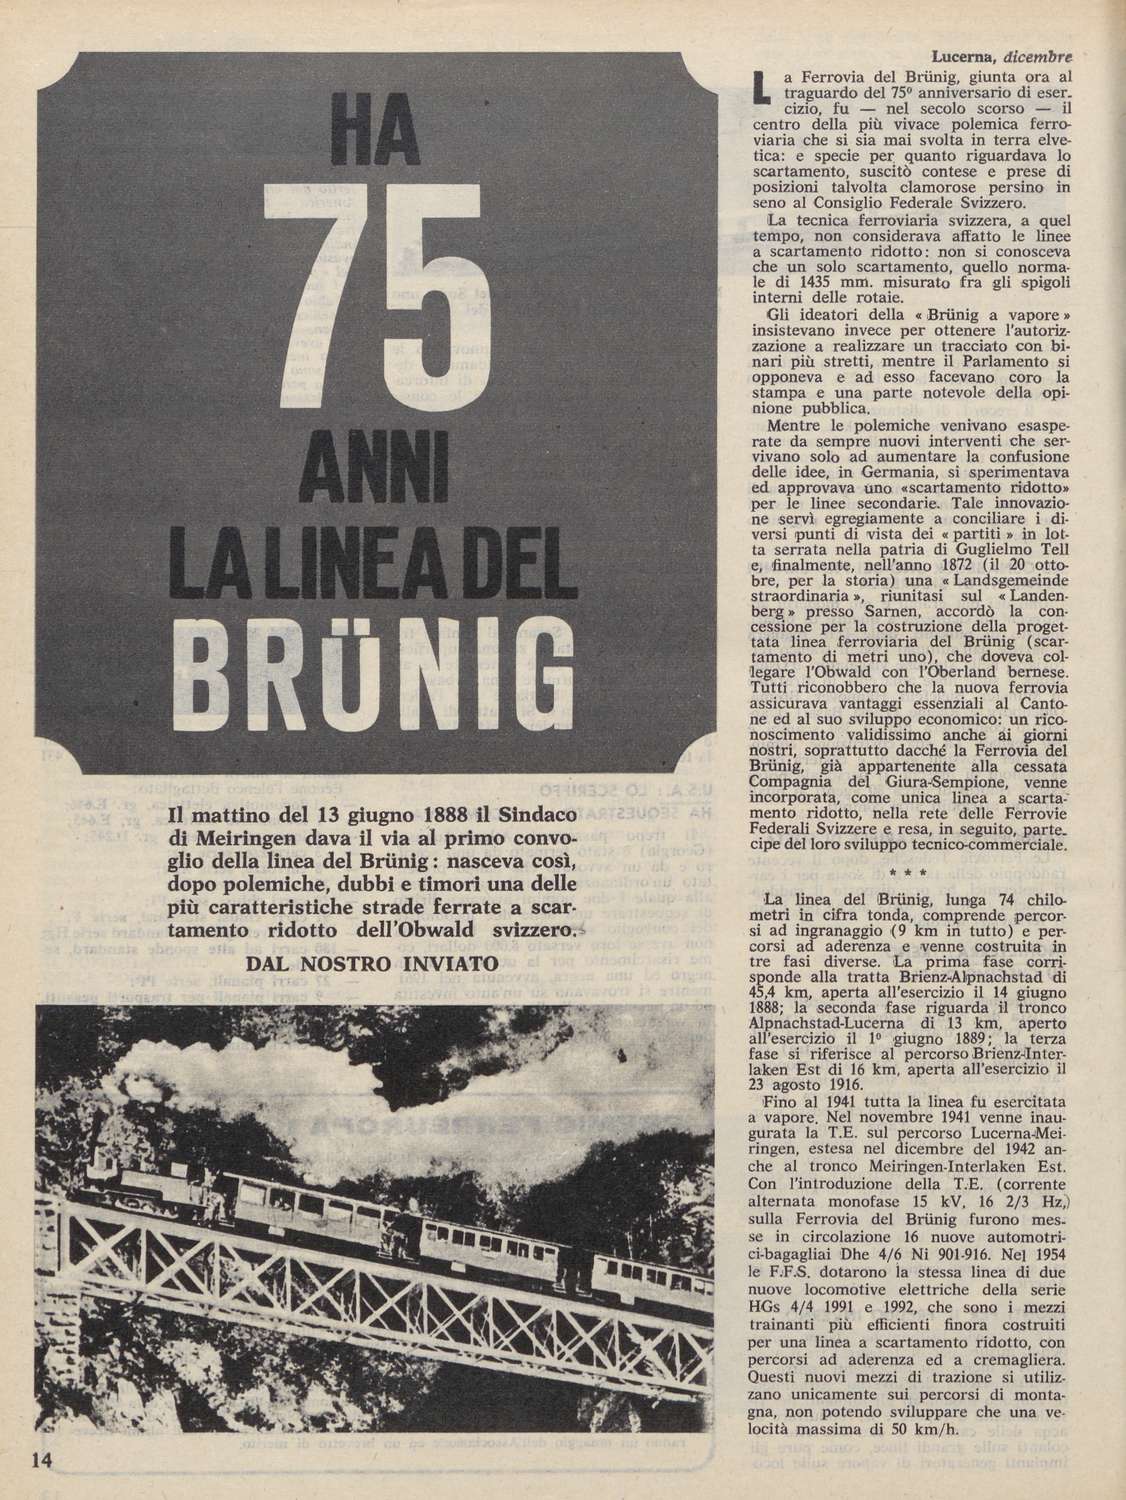 HA
75
ANNI
LA LINEA DEL
BRÜNIG
Il mattino del 13 giugno 1888 il Sindaco
di Meiringen dava il via al primo convo-
glio della linea del Brünig: nasceva così,
dopo polemiche, dubbi e timori una delle
più caratteristiche strade ferrate a scar-
tamento ridotto dell'Obwald svizzero.
DAL NOSTRO INVIATO
Lucerna, dicembre
La Ferrovia del Brünig, giunta ora al
traguardo del 75º anniversario di eser-
cizio, fu — nel secolo scorso — il
centro della più vivace polemica ferro-
viaria che si sia mai svolta in terra elve-
tica: e specie per quanto riguardava lo
scartamento, suscitò contese e prese di
posizioni talvolta clamorose persino in
seno al Consiglio Federale Svizzero.
La tecnica ferroviaria svizzera, a quel
tempo, non considerava affatto le linee
a scartamento ridotto: non si conosceva
che un solo scartamento, quello norma-
le di 1435 mm. misurato fra gli spigoli
interni delle rotaie.
Gli ideatori della « Brünig a vapore »
insistevano invece per ottenere l'autoriz-
zazione a realizzare un tracciato con bi-
nari più stretti, mentre il Parlamento si
opponeva e ad esso facevano coro la
stampa e una parte notevole della opi-
nione pubblica.
Mentre le polemiche venivano esaspe-
rate da sempre nuovi interventi che ser-
vivano solo ad aumentare la confusione
delle idee, in Germania, si sperimentava
ed approvava uno «scartamento ridotto»
per le linee secondarie. Tale innovazio-
ne servì egregiamente a conciliare i di-
versi punti di vista dei « partiti » in lot-
ta serrata nella patria di Guglielmo Tell
e, finalmente, nell'anno 1872 (il 20 otto-
bre, per la storia) una « Landsgemeinde
straordinaria », riunitasi sul « Landen-
berg » presso Sarnen, accordò la con-
cessione per la costruzione della proget-
tata linea ferroviaria del Brünig (scar-
tamento di metri uno), che doveva col-
legare l'Obwald con l'Oberland bernese.
Tutti riconobbero che la nuova ferrovia
assicurava vantaggi essenziali al Canto-
ne ed al suo sviluppo economico: un rico-
noscimento validissimo anche ai giorni
nostri, soprattutto dacché la Ferrovia del
Brünig, già appartenente alla cessata
Compagnia del Giura-Sempione, venne
incorporata, come unica linea a scarta-
mento ridotto, nella rete delle Ferrovie
Federali Svizzere e resa, in seguito, parte-
cipe del loro sviluppo tecnico-commerciale.
* * *
La linea del Brünig, lunga 74 chilo-
metri in cifra tonda, comprende percor-
si ad ingranaggio (9 km in tutto) e per-
corsi ad aderenza e venne costruita in
tre fasi diverse. La prima fase corri-
sponde alla tratta Brienz-Alpnachstad di
45,4 km, aperta all'esercizio il 14 giugno
1888; la seconda fase riguarda il tronco
Alpnachstad-Lucerna di 13 km, aperto
all'esercizio il 1º giugno 1889; la terza
fase si riferisce al percorso Brienz-Inter-
laken Est di 16 km, aperta all'esercizio il
23 agosto 1916.
Fino al 1941 tutta la linea fu esercitata
a vapore. Nel novembre 1941 venne inau-
gurata la T.E. sul percorso Lucerna-Mei-
ringen, estesa nel dicembre del 1942 an-
che al tronco Meiringen-Interlaken Est.
Con l'introduzione della T.E. (corrente
alternata monofase 15 kV, 16 2/3 Hz,)
sulla Ferrovia del Brünig furono mes-
se in circolazione 16 nuove automotri-
ci-bagagliai Dhe 4/6 Ni 901-916. Nel 1954
le F.F.S. dotarono la stessa linea di due
nuove locomotive elettriche della serie
HGs 4/4 1991 e 1992, che sono i mezzi
trainanti più efficienti finora costruiti
per una linea a scartamento ridotto, con
percorsi ad aderenza ed a cremagliera.
Questi nuovi mezzi di trazione si utiliz-
zano unicamente sui percorsi di monta-
gna, non potendo sviluppare che una ve-
locità massima di 50 km/h.
14